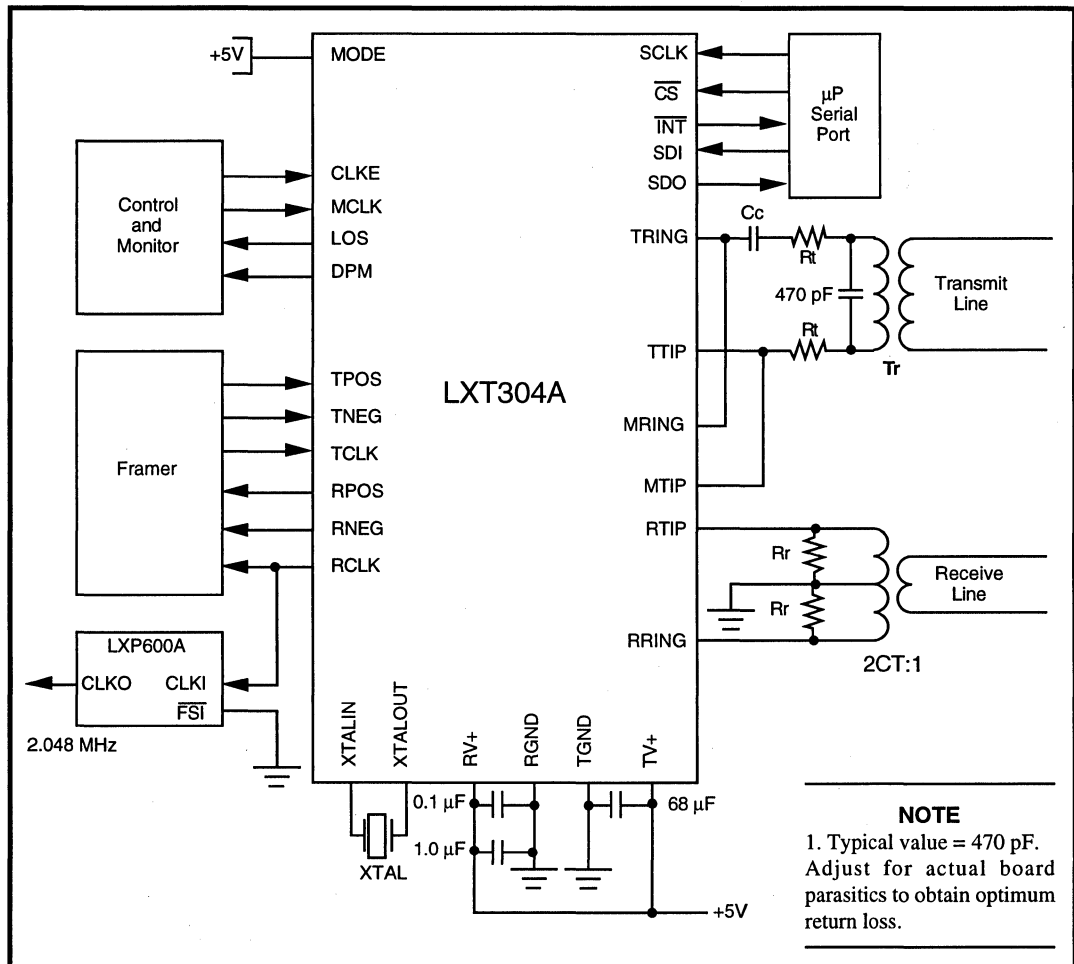 +5V
MODE
Control
and
Monitor
CLKE
MCLK
LOS
DPM
Framer
TPOS
TNEG
TCLK
RPOS
RNEG
RCLK
LXP600A
CLKO
CLKI
FSI
2.048 MHz
LXT304A
SCLK
CS
INT
SDI
SDO
µP
Serial
Port
TRING
Cc
Rt
470 pF
Rt
Tr
Transmit
Line
TTIP
MRING
MTIP
RTIP
Rr
Rr
RRING
2CT:1
Receive
Line
XTALIN
XTALOUT
RV+
RGND
TGND
TV+
XTAL
0.1 µF
1.0 µF
68 µF
+5V
NOTE
1. Typical value = 470 pF.
Adjust for actual board
parasitics to obtain optimum
return loss.